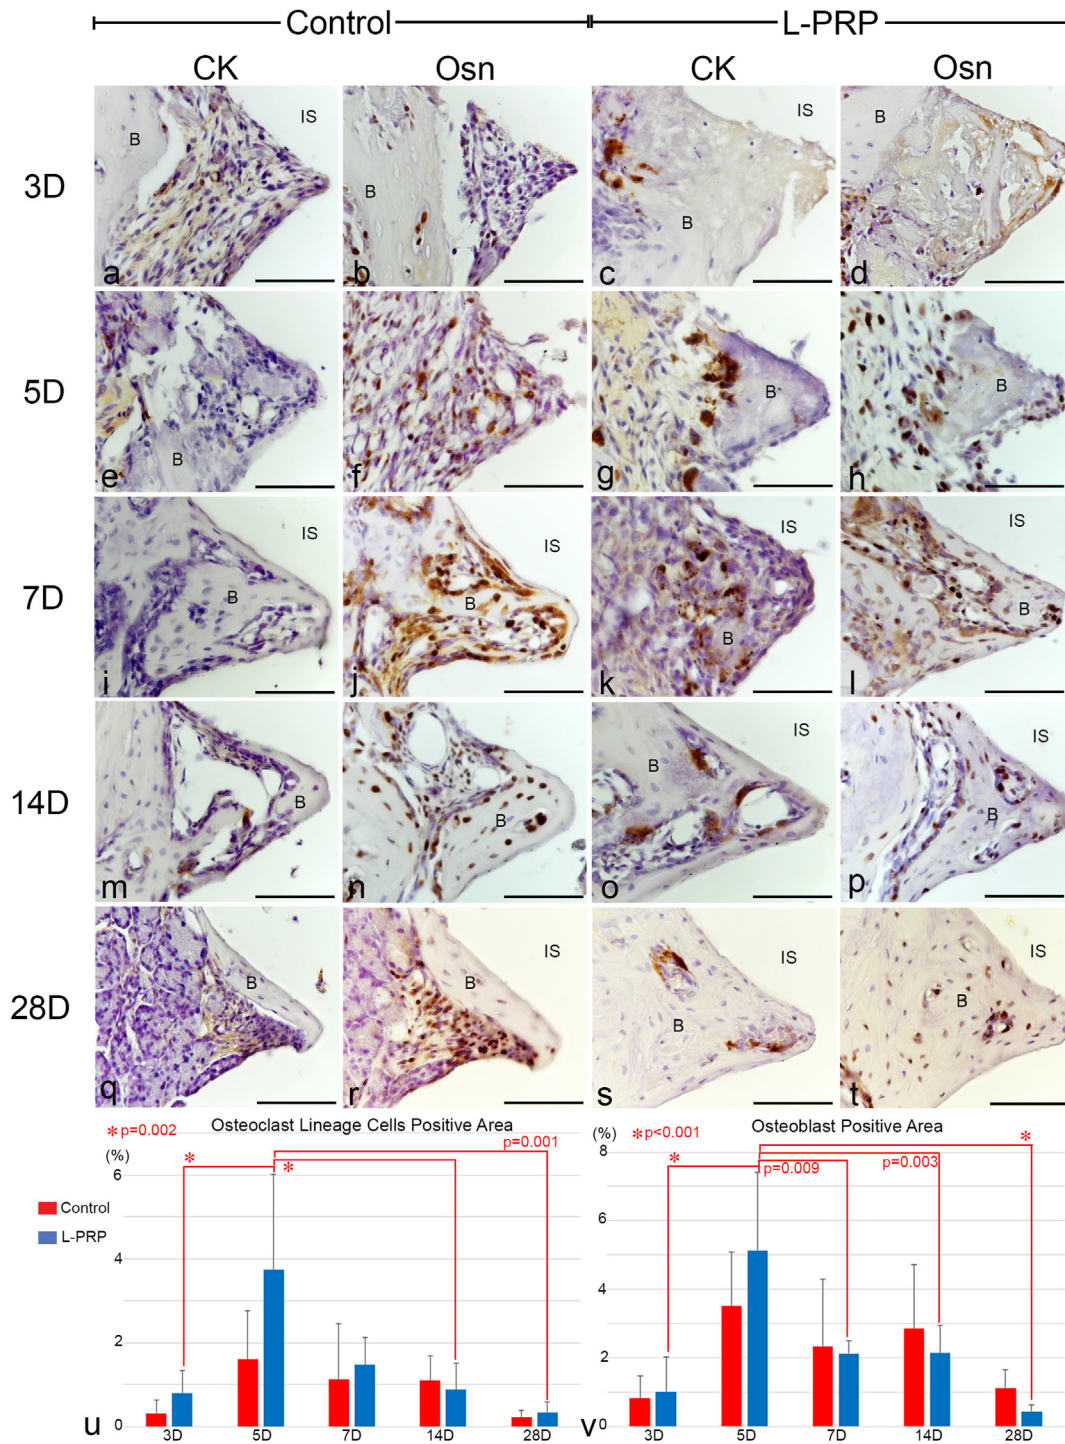 Control L-PRP
CK Osn CK Osn
3D
B IS B B IS B
a b c d
5D
B B B
e f g h
7D
B IS B IS B IS B IS
i j k l
14D
B B B IS B IS
m n o p
28D
B B IS B IS B
q r s t
* p=0.002 Osteoclast Lineage Cells Positive Area
(%)
p=0.001
* *
6
4
2
0
Control
L-PRP
3D 5D 7D 14D 28D
u
(%) * p<0.001 Osteoblast Positive Area
*
* p=0.009 p=0.003
8
6
4
2
0
3D 5D 7D 14D 28D
v